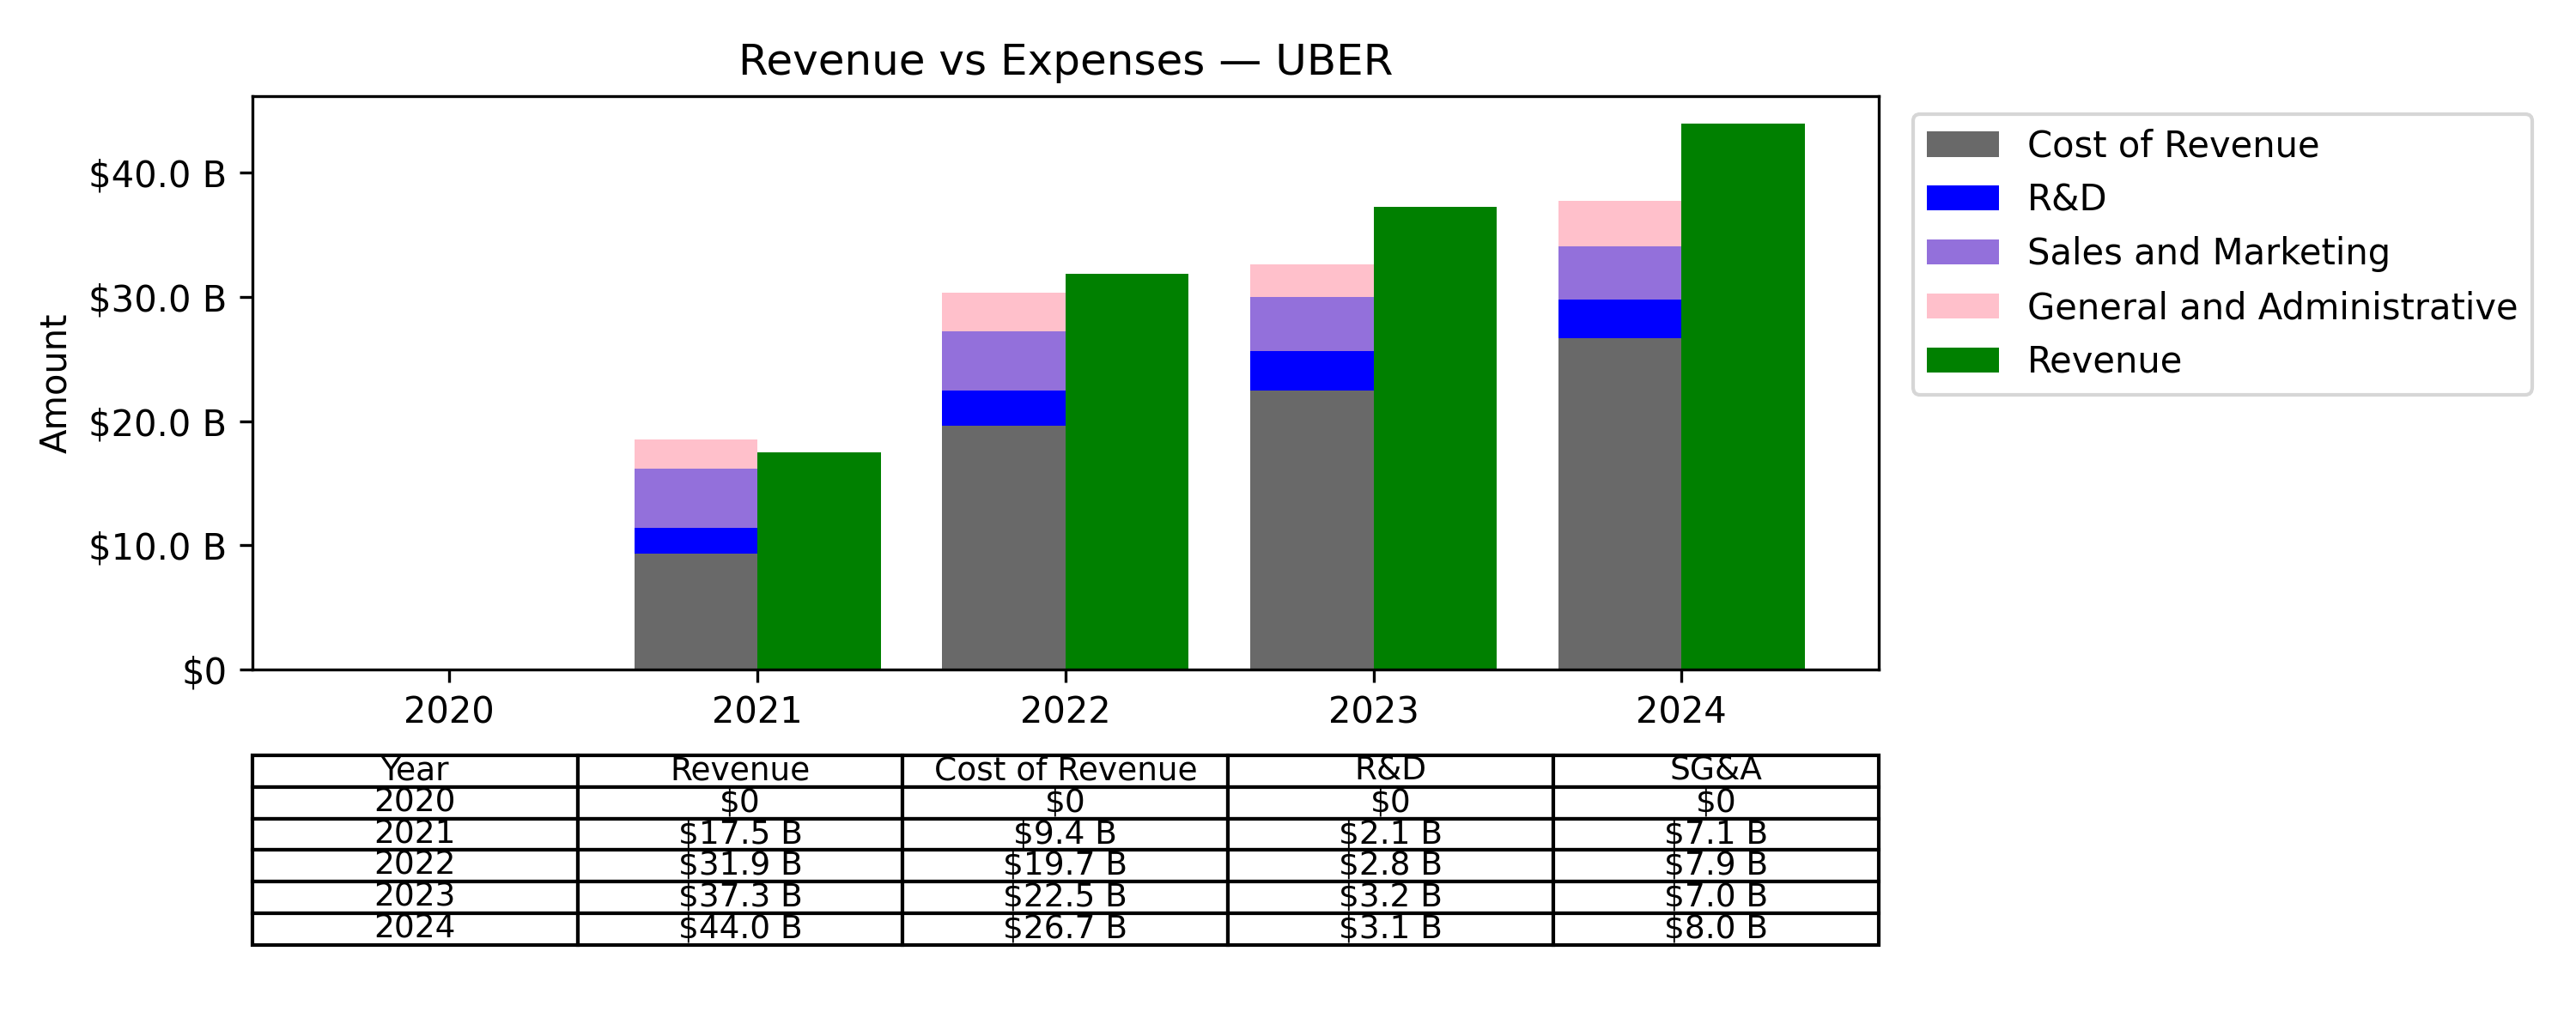 Revenue vs Expenses — UBER
Amount
$40.0 B
$30.0 B
$20.0 B
$10.0 B
$0
2020 2021 2022 2023 2024
Cost of Revenue
R&D
Sales and Marketing
General and Administrative
Revenue
Year Revenue Cost of Revenue R&D SG&A
2020 $0 $0 $0 $0
2021 $17.5 B $9.4 B $2.1 B $7.1 B
2022 $31.9 B $19.7 B $2.8 B $7.9 B
2023 $37.3 B $22.5 B $3.2 B $7.0 B
2024 $44.0 B $26.7 B $3.1 B $8.0 B